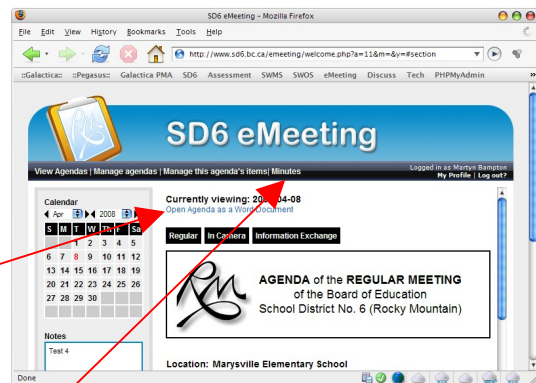 SD6 eMeeting - Mozilla Firefox
File Edit View History Bookmarks Tools Help
http://www.sd6.bc.ca/emeeting/welcome.php?a=11&m=&y=#section
::Galactica:: ::Pegasus:: Galactica PMA SD6 Assessment SWMS SWOS eMeeting Discuss Tech PHPMyAdmin »
SD6 eMeeting
View Agendas | Manage agendas | Manage this agenda's items | Minutes
Logged in as Martyn Bampton
My Profile | Log out?
Calendar
Apr 2008
S M T W Th F Sa
1 2 3 4 5
6 7 8 9 10 11 12
13 14 15 16 17 18 19
20 21 22 23 24 25 26
27 28 29 30
Notes
Test 4
Currently viewing: 2008-04-08
Open Agenda as a Word Document
Regular In Camera Information Exchange
RM
AGENDA of the REGULAR MEETING
of the Board of Education
School District No. 6 (Rocky Mountain)
Location: Marysville Elementary School
Done